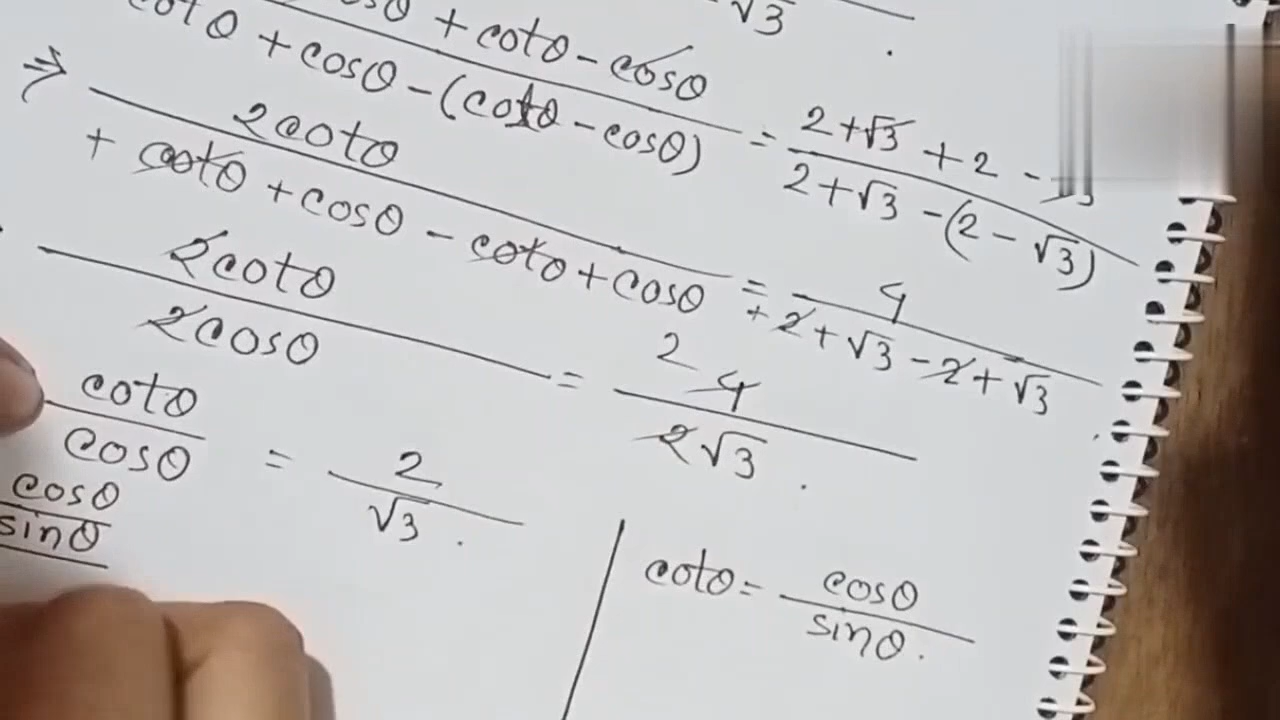 √3
cosθ + cotθ - cosθ
cotθ + cosθ - (cotθ - cosθ) = 2+√3 + 2 -
2+√3 - (2 - √3)
⇒ 2cotθ
+ cotθ + cosθ - cotθ + cosθ = 4
+ 2 + √3 - 2 + √3
2cotθ
2cosθ = 2 4
2√3 .
cotθ
cosθ = 2
√3 .
cosθ
sinθ
cotθ = cosθ
sinθ .